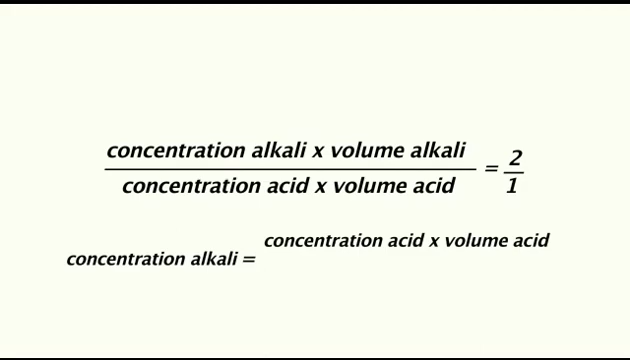 concentration alkali x volume alkali
concentration acid x volume acid
= 2
1
concentration acid x volume acid
concentration alkali =